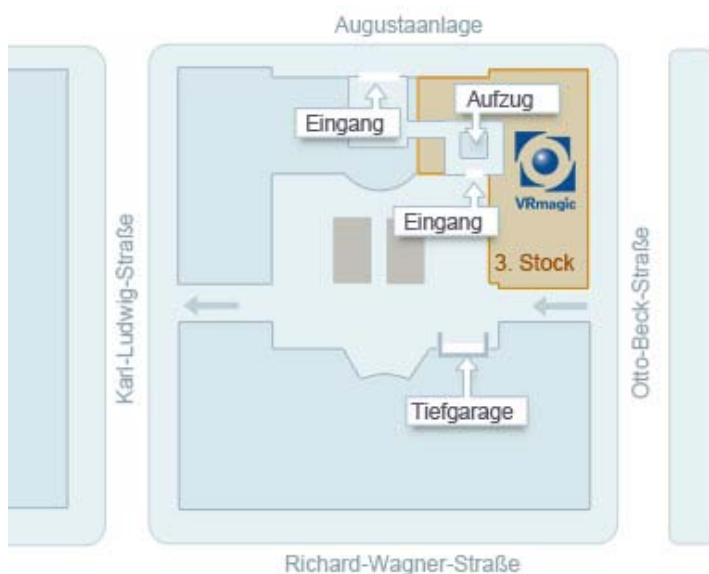 Augustaanlage
Aufzug
Eingang
VRmagic
Eingang
3. Stock
Karl-Ludwig-Straße
Otto-Beck-Straße
Tiefgarage
Richard-Wagner-Straße